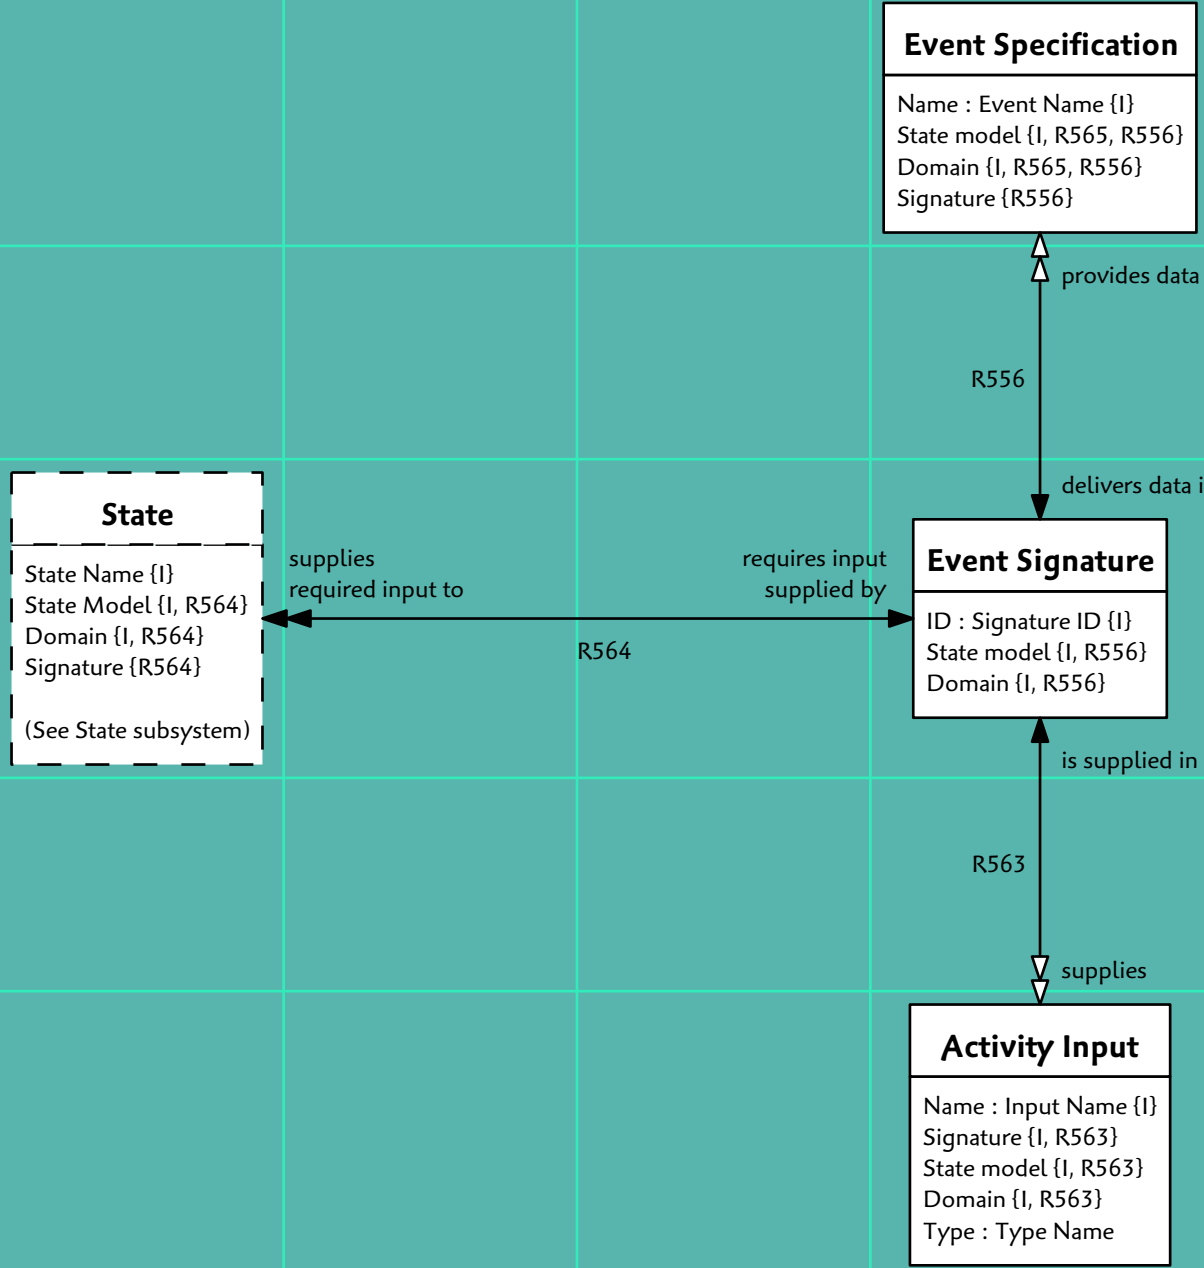 Event Specification
Name : Event Name {I}
State model {I, R565, R556}
Domain {I, R565, R556}
Signature {R556}
provides data
R556
delivers data i
State
State Name {I}
State Model {I, R564}
Domain {I, R564}
Signature {R564}
(See State subsystem)
supplies
required input to
requires input
supplied by
R564
Event Signature
ID : Signature ID {I}
State model {I, R556}
Domain {I, R556}
is supplied in
R563
supplies
Activity Input
Name : Input Name {I}
Signature {I, R563}
State model {I, R563}
Domain {I, R563}
Type : Type Name